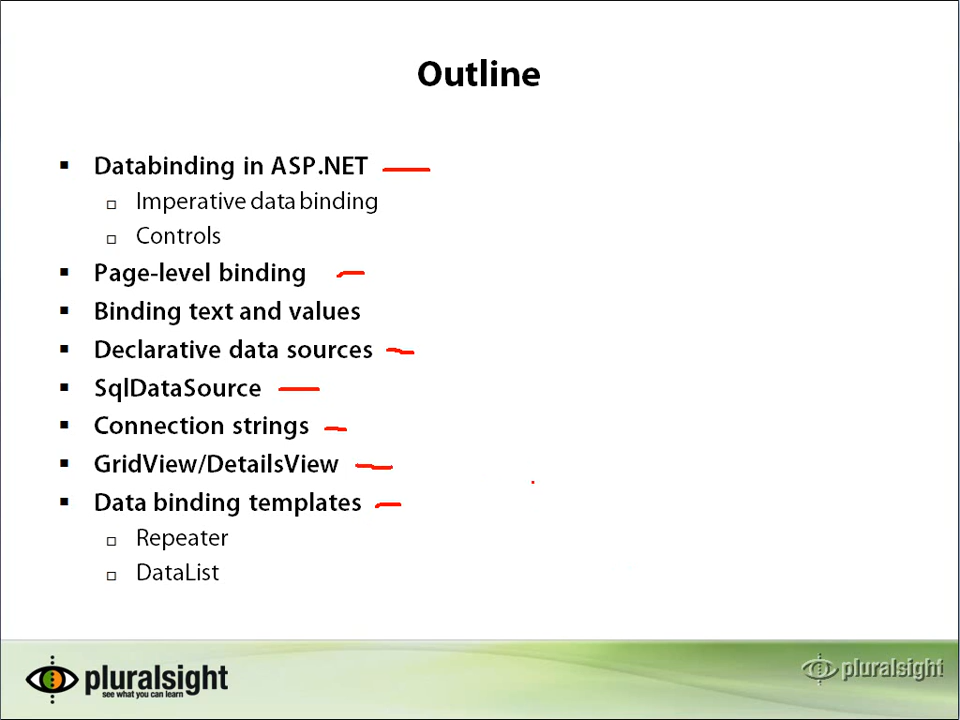 Outline
Databinding in ASP.NET
Imperative data binding
Controls
Page-level binding
Binding text and values
Declarative data sources
SqlDataSource
Connection strings
GridView/DetailsView
Data binding templates
Repeater
DataList
pluralsight
see what you can learn
pluralsight